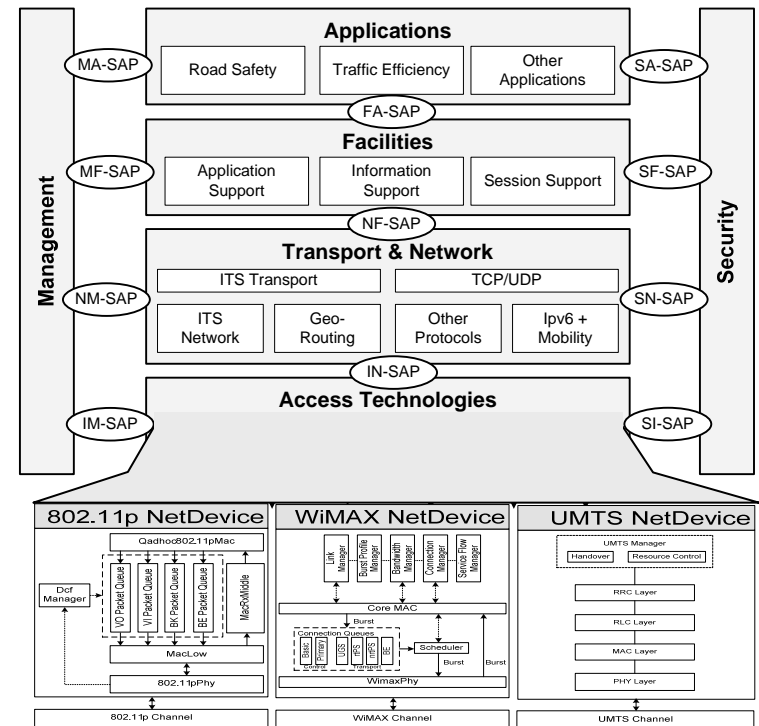 Applications
MA-SAP
Road Safety
Traffic Efficiency
Other
Applications
SA-SAP
FA-SAP
Facilities
MF-SAP
Application
Support
Information
Support
Session Support
SF-SAP
NF-SAP
Management
Security
Transport & Network
ITS Transport
TCP/UDP
NM-SAP
ITS
Network
Geo-
Routing
Other
Protocols
Ipv6 +
Mobility
SN-SAP
IN-SAP
Access Technologies
IM-SAP
SI-SAP
802.11p NetDevice
Qadhoc802.11pMac
Dcf
Manager
VO Packet Queue
VI Packet Queue
BK Packet Queue
BE Packet Queue
MacRxMiddle
MacLow
802.11pPhy
802.11p Channel
WiMAX NetDevice
Link
Manager
Burst Profile
Manager
Bandwidth
Manager
Connection
Manager
Service Flow
Manager
Core MAC
Burst
Connection Queues
Basic
Primary
UGS
rtPS
nrtPS
BE
Control
Transport
Scheduler
Burst
Burst
WimaxPhy
WiMAX Channel
UMTS NetDevice
UMTS Manager
Handover
Resource Control
RRC Layer
RLC Layer
MAC Layer
PHY Layer
UMTS Channel